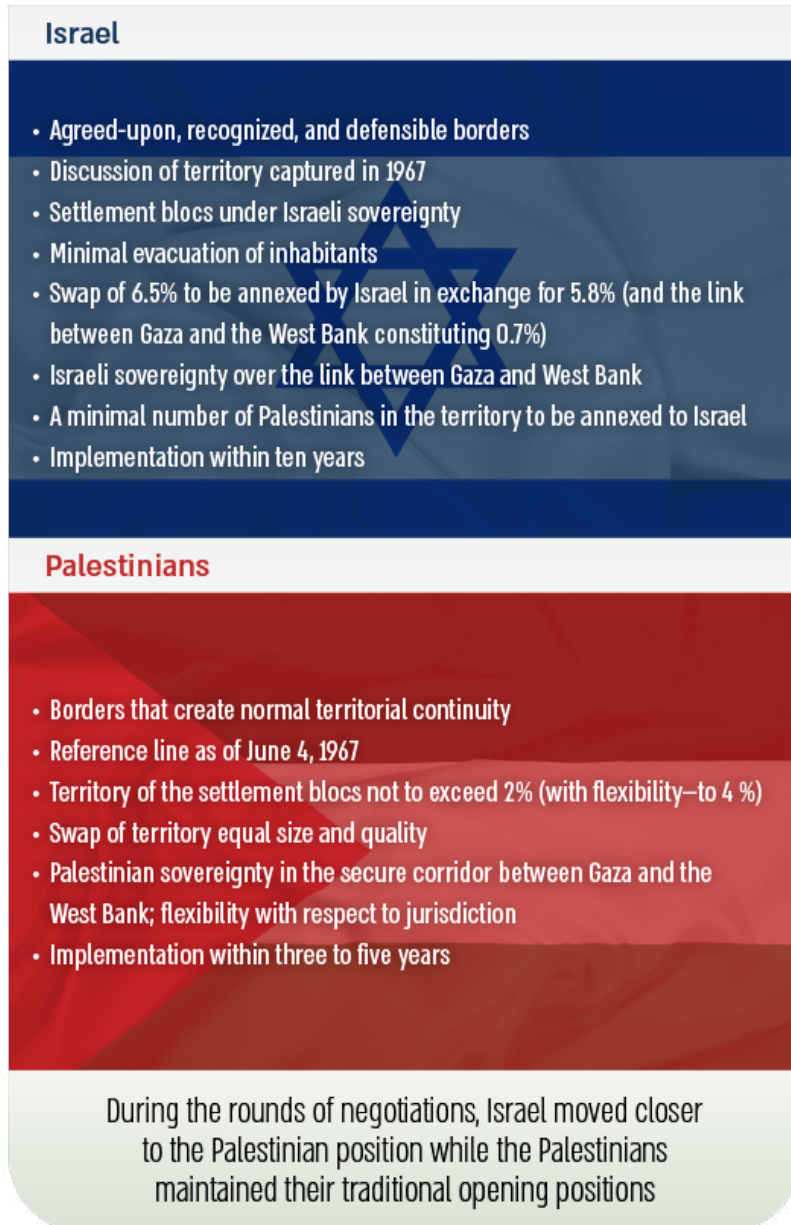 Israel
• Agreed-upon, recognized, and defensible borders
• Discussion of territory captured in 1967
• Settlement blocs under Israeli sovereignty
• Minimal evacuation of inhabitants
• Swap of 6.5% to be annexed by Israel in exchange for 5.8% (and the link
between Gaza and the West Bank constituting 0.7%)
• Israeli sovereignty over the link between Gaza and West Bank
• A minimal number of Palestinians in the territory to be annexed to Israel
• Implementation within ten years
Palestinians
• Borders that create normal territorial continuity
• Reference line as of June 4, 1967
• Territory of the settlement blocs not to exceed 2% (with flexibility—to 4 %)
• Swap of territory equal size and quality
• Palestinian sovereignty in the secure corridor between Gaza and the
West Bank; flexibility with respect to jurisdiction
• Implementation within three to five years
During the rounds of negotiations, Israel moved closer
to the Palestinian position while the Palestinians
maintained their traditional opening positions